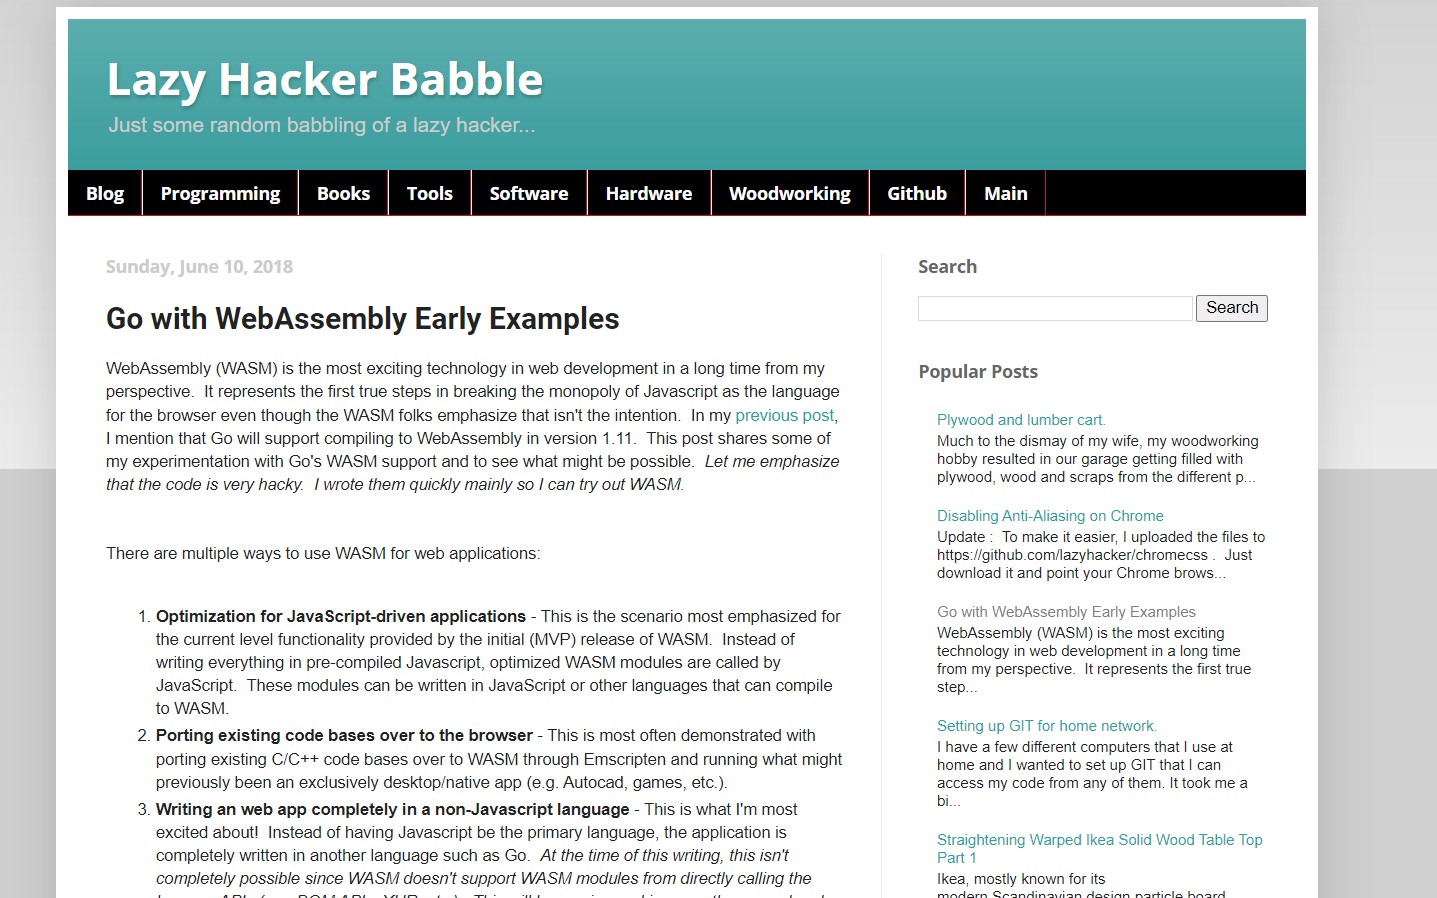 Lazy Hacker Babble
Just some random babbling of a lazy hacker...
Blog Programming Books Tools Software Hardware Woodworking Github Main
Sunday, June 10, 2018
Go with WebAssembly Early Examples
WebAssembly (WASM) is the most exciting technology in web development in a long time from my
perspective.  It represents the first true steps in breaking the monopoly of Javascript as the language
for the browser even though the WASM folks emphasize that isn't the intention.  In my previous post,
I mention that Go will support compiling to WebAssembly in version 1.11.  This post shares some of
my experimentation with Go's WASM support and to see what might be possible.  Let me emphasize
that the code is very hacky.  I wrote them quickly mainly so I can try out WASM.
There are multiple ways to use WASM for web applications:
1. Optimization for JavaScript-driven applications - This is the scenario most emphasized for
the current level functionality provided by the initial (MVP) release of WASM.  Instead of
writing everything in pre-compiled Javascript, optimized WASM modules are called by
JavaScript.  These modules can be written in JavaScript or other languages that can compile
to WASM.
2. Porting existing code bases over to the browser - This is most often demonstrated with
porting existing C/C++ code bases over to WASM through Emscripten and running what might
previously been an exclusively desktop/native app (e.g. Autocad, games, etc.).
3. Writing an web app completely in a non-Javascript language - This is what I'm most
excited about!  Instead of having Javascript be the primary language, the application is
completely written in another language such as Go.  At the time of this writing, this isn't
completely possible since WASM doesn't support WASM modules from directly calling the
Search
Search
Popular Posts
Plywood and lumber cart.
Much to the dismay of my wife, my woodworking
hobby resulted in our garage getting filled with
plywood, wood and scraps from the different p...
Disabling Anti-Aliasing on Chrome
Update :  To make it easier, I uploaded the files to
https://github.com/lazyhacker/chromecss .  Just
download it and point your Chrome brows...
Go with WebAssembly Early Examples
WebAssembly (WASM) is the most exciting
technology in web development in a long time
from my perspective.  It represents the first true
step...
Setting up GIT for home network.
I have a few different computers that I use at
home and I wanted to set up GIT that I can
access my code from any of them. It took me a
bi...
Straightening Warped Ikea Solid Wood Table Top
Part 1
Ikea, mostly known for its
modern Scandinavian design particle board